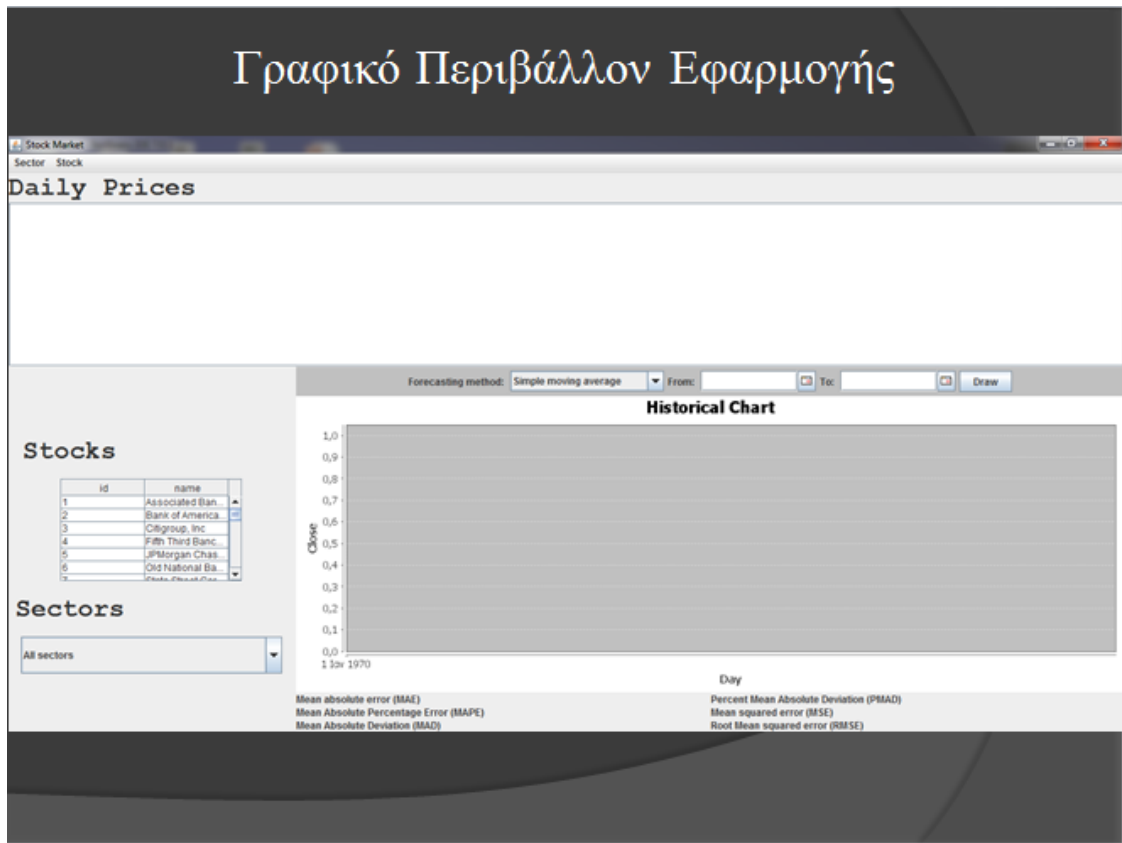 Γραφικό Περιβάλλον Εφαρμογής
Stock Market
Sector Stock
Daily Prices
Forecasting method: Simple moving average From: To: Draw
Historical Chart
Stocks
id name
1 Associated Ban...
2 Bank of America...
3 Citigroup, Inc
4 Fifth Third Banc...
5 JPMorgan Chas...
6 Old National Ba...
Sectors
All sectors
1,0
0,9
0,8
0,7
0,6
0,5
0,4
0,3
0,2
0,1
0,0
Close
1 Ιαν 1970
Day
Mean absolute error (MAE)
Mean Absolute Percentage Error (MAPE)
Mean Absolute Deviation (MAD)
Percent Mean Absolute Deviation (PMAD)
Mean squared error (MSE)
Root Mean squared error (RMSE)